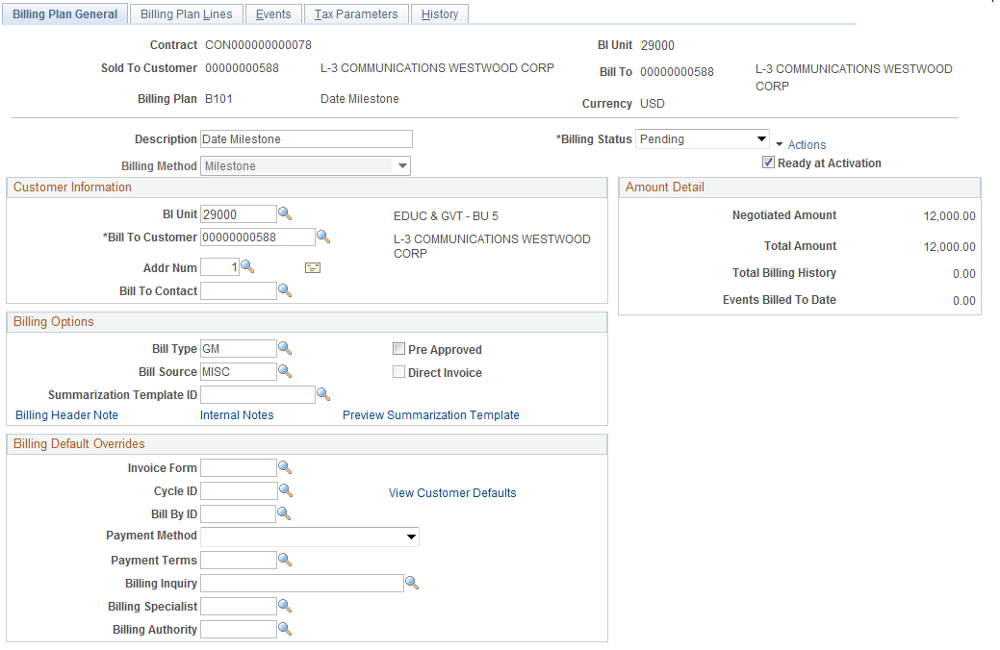 Billing Plan General Billing Plan Lines Events Tax Parameters History
Contract CON000000000078 BI Unit 29000
Sold To Customer 00000000588 L-3 COMMUNICATIONS WESTWOOD CORP Bill To 00000000588 L-3 COMMUNICATIONS WESTWOOD
CORP
Billing Plan B101 Date Milestone Currency USD
Description Date Milestone *Billing Status Pending Actions
Billing Method Milestone Ready at Activation
Customer Information
BI Unit 29000 EDUC & GVT - BU 5
*Bill To Customer 00000000588 L-3 COMMUNICATIONS WESTWOOD
CORP
Addr Num 1
Bill To Contact
Amount Detail
Negotiated Amount 12,000.00
Total Amount 12,000.00
Total Billing History 0.00
Events Billed To Date 0.00
Billing Options
Bill Type GM Pre Approved
Bill Source MISC Direct Invoice
Summarization Template ID
Billing Header Note Internal Notes Preview Summarization Template
Billing Default Overrides
Invoice Form
Cycle ID View Customer Defaults
Bill By ID
Payment Method
Payment Terms
Billing Inquiry
Billing Specialist
Billing Authority